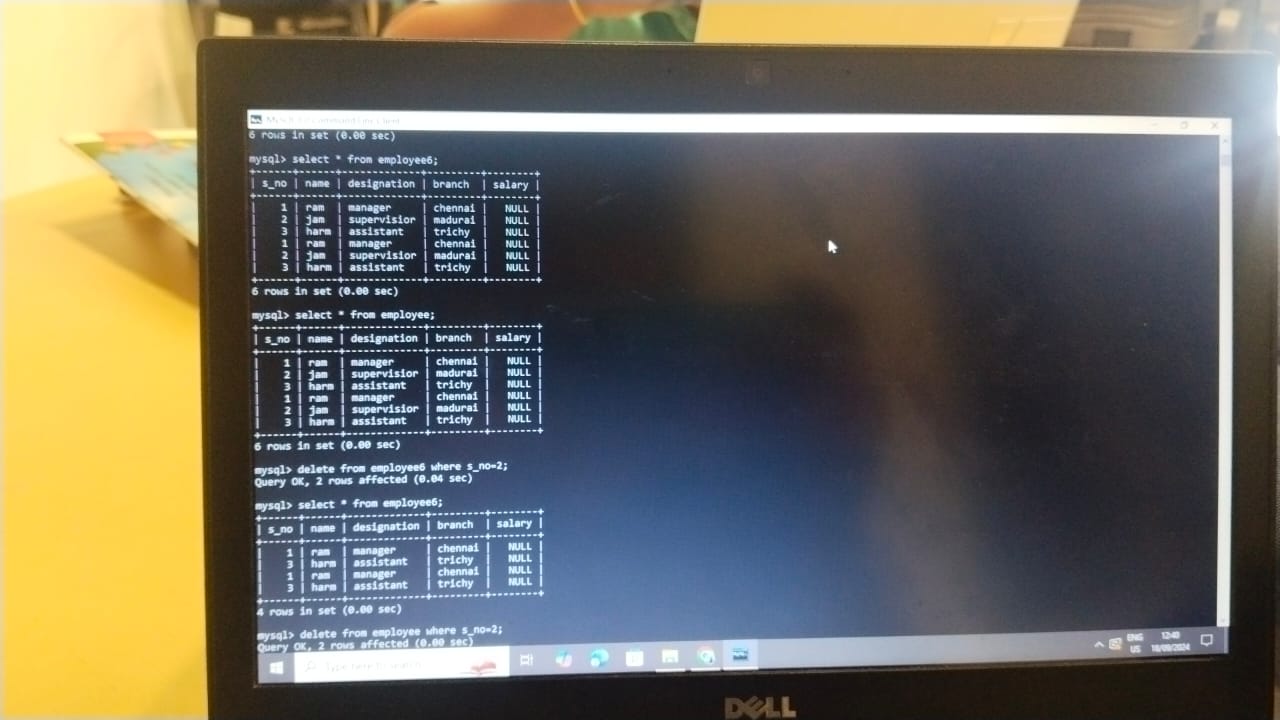 MySQL 8.0 Command Line Client
6 rows in set (0.00 sec)
mysql> select * from employee6;
+------+------+-------------+---------+--------+
| s_no | name | designation | branch | salary |
+------+------+-------------+---------+--------+
| 1 | ram | manager | chennai | NULL |
| 2 | jam | supervisior | madurai | NULL |
| 3 | harm | assistant | trichy | NULL |
| 1 | ram | manager | chennai | NULL |
| 2 | jam | supervisior | madurai | NULL |
| 3 | harm | assistant | trichy | NULL |
+------+------+-------------+---------+--------+
6 rows in set (0.00 sec)
mysql> select * from employee;
+------+------+-------------+---------+--------+
| s_no | name | designation | branch | salary |
+------+------+-------------+---------+--------+
| 1 | ram | manager | chennai | NULL |
| 2 | jam | supervisior | madurai | NULL |
| 3 | harm | assistant | trichy | NULL |
| 1 | ram | manager | chennai | NULL |
| 2 | jam | supervisior | madurai | NULL |
| 3 | harm | assistant | trichy | NULL |
+------+------+-------------+---------+--------+
6 rows in set (0.00 sec)
mysql> delete from employee6 where s_no=2;
Query OK, 2 rows affected (0.04 sec)
mysql> select * from employee6;
+------+------+-------------+---------+--------+
| s_no | name | designation | branch | salary |
+------+------+-------------+---------+--------+
| 1 | ram | manager | chennai | NULL |
| 3 | harm | assistant | trichy | NULL |
| 1 | ram | manager | chennai | NULL |
| 3 | harm | assistant | trichy | NULL |
+------+------+-------------+---------+--------+
4 rows in set (0.00 sec)
mysql> delete from employee where s_no=2;
Query OK, 2 rows affected (0.00 sec)
Type here to search
ENG
US
12:40
18/09/2024
DELL